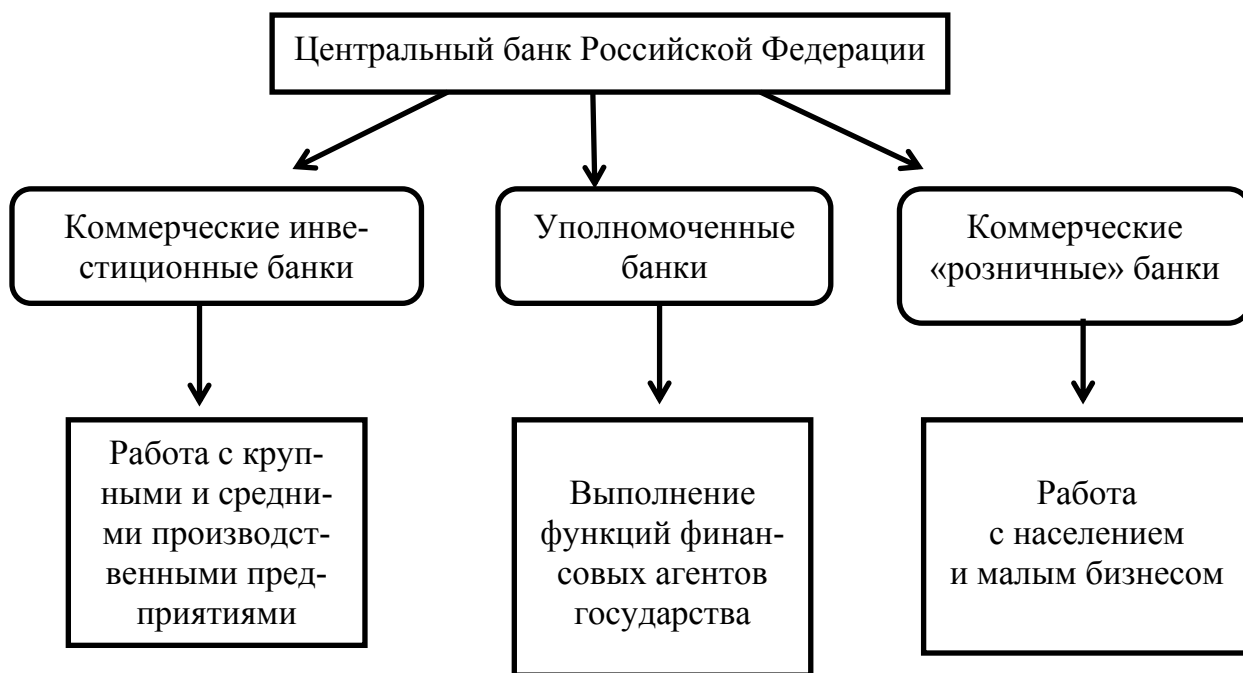 Центральный банк Российской Федерации
Коммерческие инве-
стиционные банки
Уполномоченные
банки
Коммерческие
«розничные» банки
Работа с круп-
ными и средни-
ми производст-
венными пред-
приятиями
Выполнение
функций финан-
совых агентов
государства
Работа
с населением
и малым бизнесом